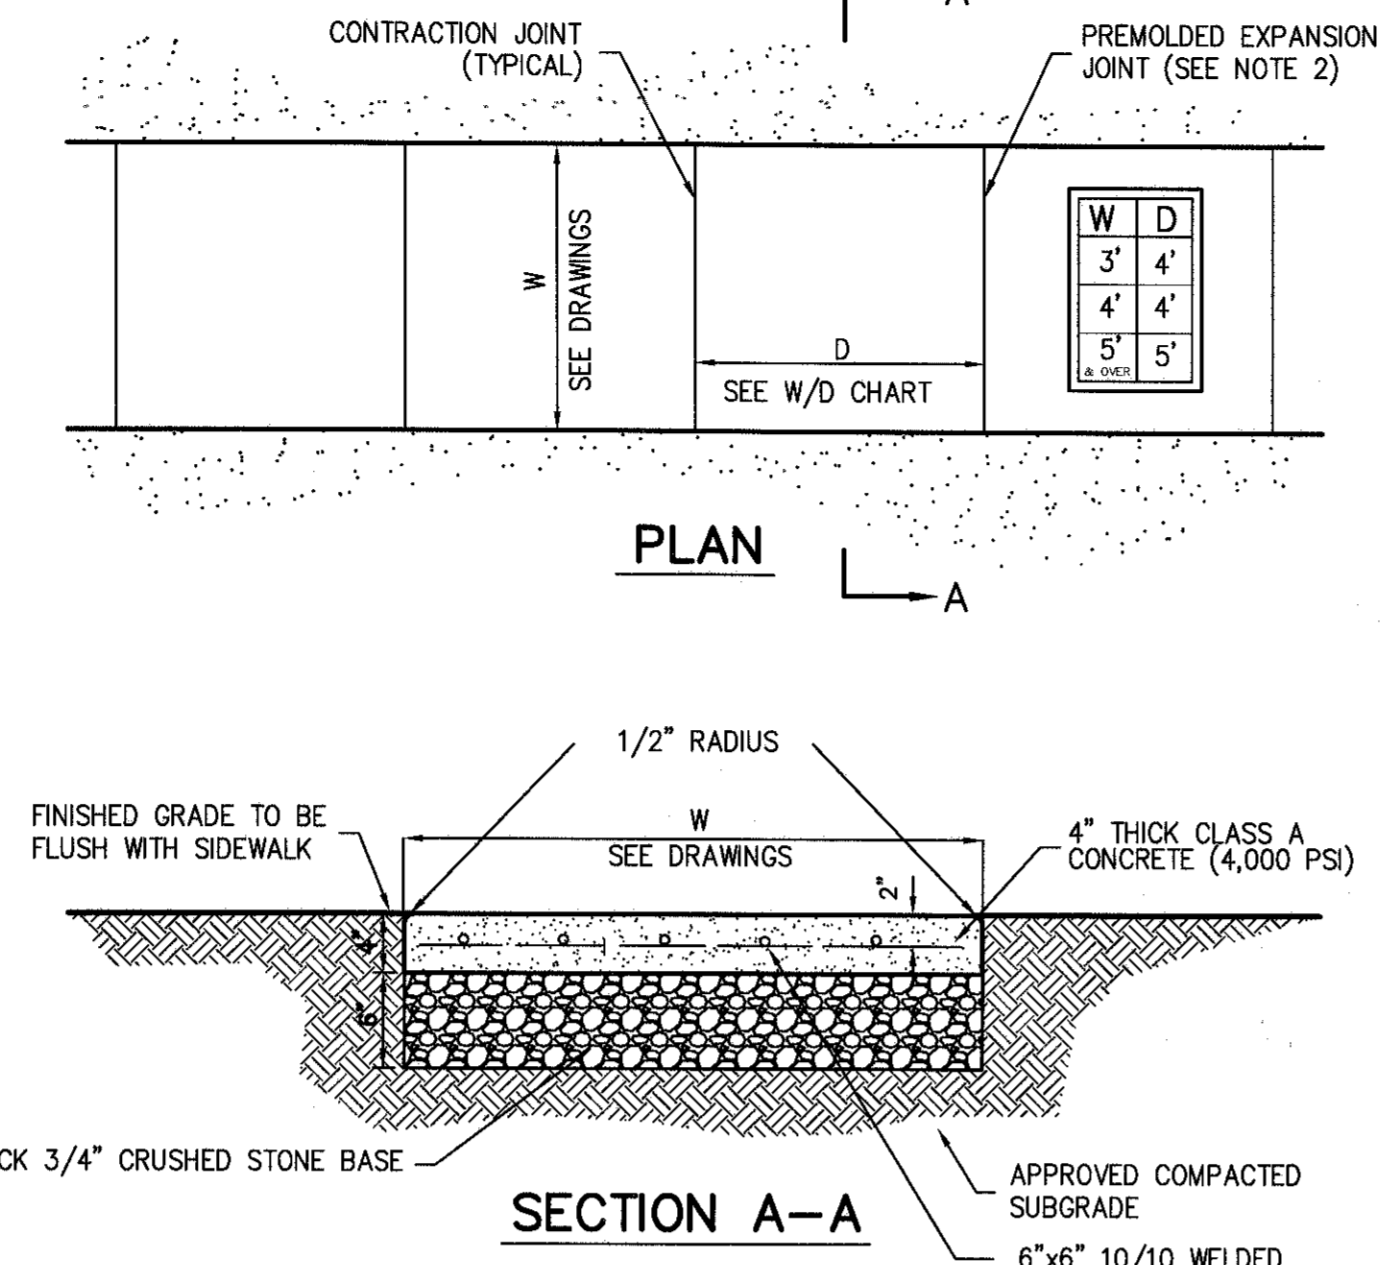 A
CONTRACTION JOINT
(TYPICAL)
PREMOLDED EXPANSION
JOINT (SEE NOTE 2)
W
SEE DRAWINGS
D
SEE W/D CHART
W D
3' 4'
4' 4'
5' 5'
& OVER
PLAN
A
1/2" RADIUS
FINISHED GRADE TO BE
FLUSH WITH SIDEWALK
W
SEE DRAWINGS
2"
4" THICK CLASS A
CONCRETE (4,000 PSI)
4"
6"
CK 3/4" CRUSHED STONE BASE
APPROVED COMPACTED
SUBGRADE
SECTION A-A
6"x6" 10/10 WELDED